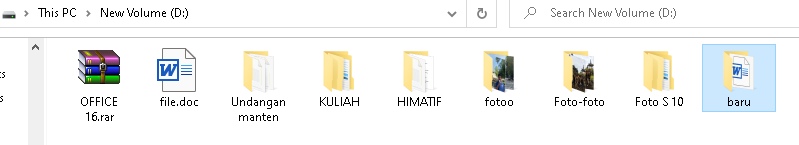 This PC > New Volume (D:)
Search New Volume (D:)
OFFICE 16.rar
file.doc
Undangan manten
KULIAH
HIMATIF
fotoo
Foto-foto
Foto S 10
baru